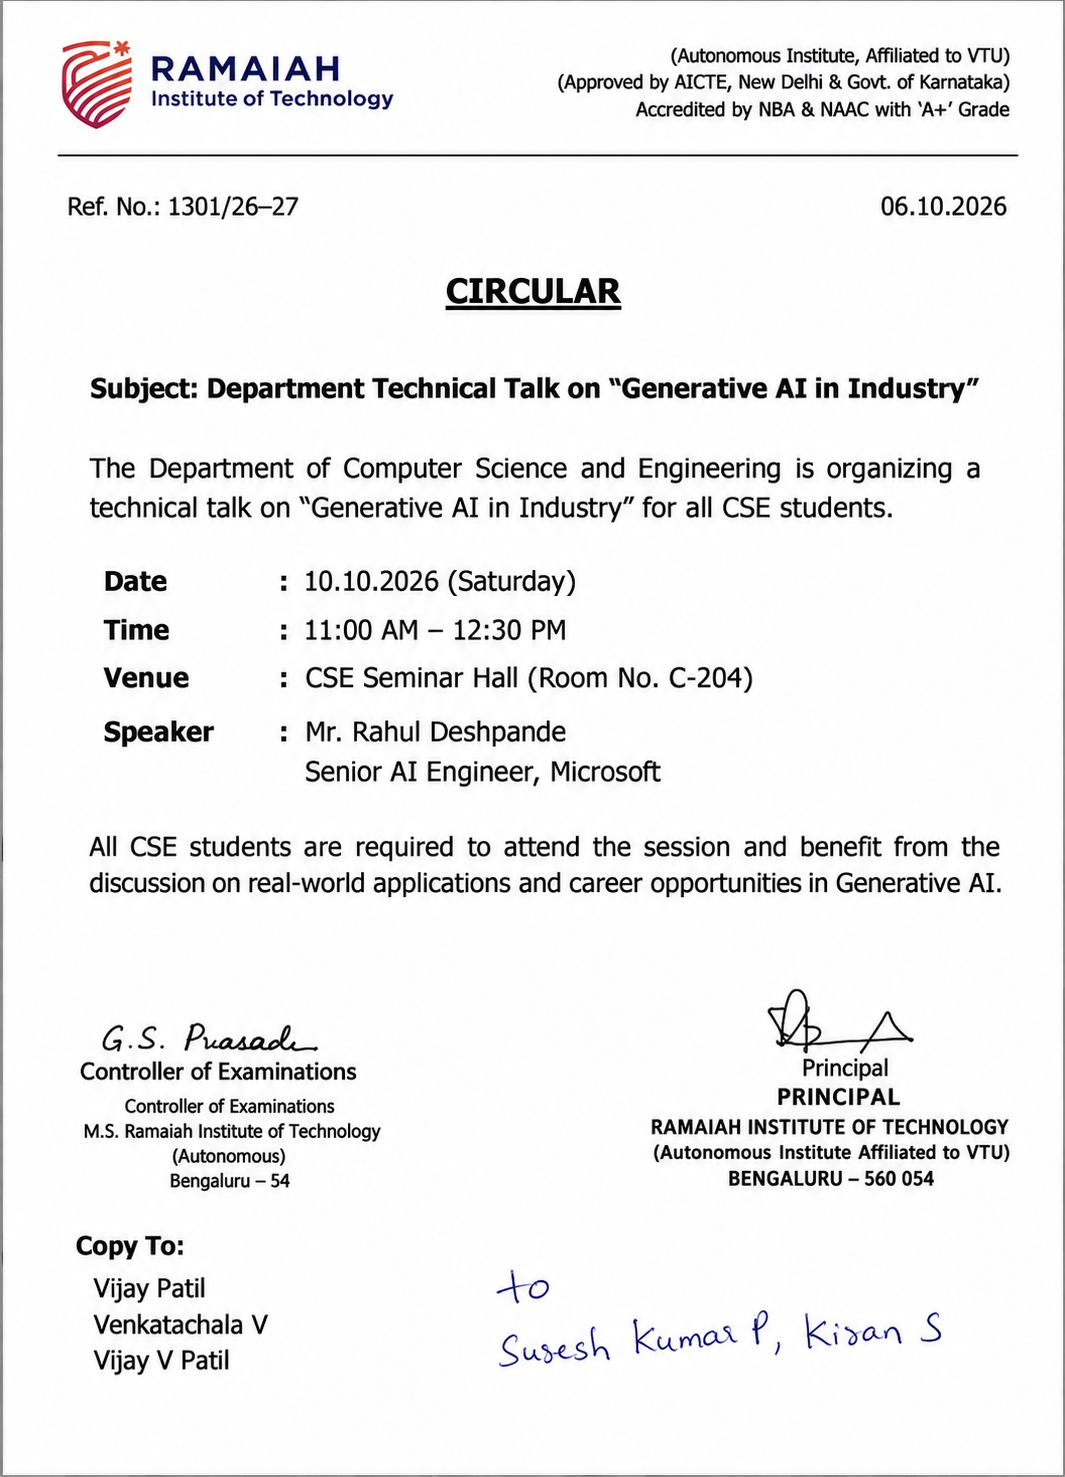 RAMAIAH
Institute of Technology
(Autonomous Institute, Affiliated to VTU)
(Approved by AICTE, New Delhi & Govt. of Karnataka)
Accredited by NBA & NAAC with ‘A+’ Grade
Ref. No.: 1301/26–27 06.10.2026
CIRCULAR
Subject: Department Technical Talk on “Generative AI in Industry”
The Department of Computer Science and Engineering is organizing a
technical talk on “Generative AI in Industry” for all CSE students.
Date : 10.10.2026 (Saturday)
Time : 11:00 AM – 12:30 PM
Venue : CSE Seminar Hall (Room No. C-204)
Speaker : Mr. Rahul Deshpande
Senior AI Engineer, Microsoft
All CSE students are required to attend the session and benefit from the
discussion on real-world applications and career opportunities in Generative AI.
G.S. Prasad
Controller of Examinations
Controller of Examinations
M.S. Ramaiah Institute of Technology
(Autonomous)
Bengaluru – 54
Principal
PRINCIPAL
RAMAIAH INSTITUTE OF TECHNOLOGY
(Autonomous Institute Affiliated to VTU)
BENGALURU – 560 054
Copy To:
Vijay Patil
Venkatachala V
Vijay V Patil
to
Suresh Kumar P, Kiran S